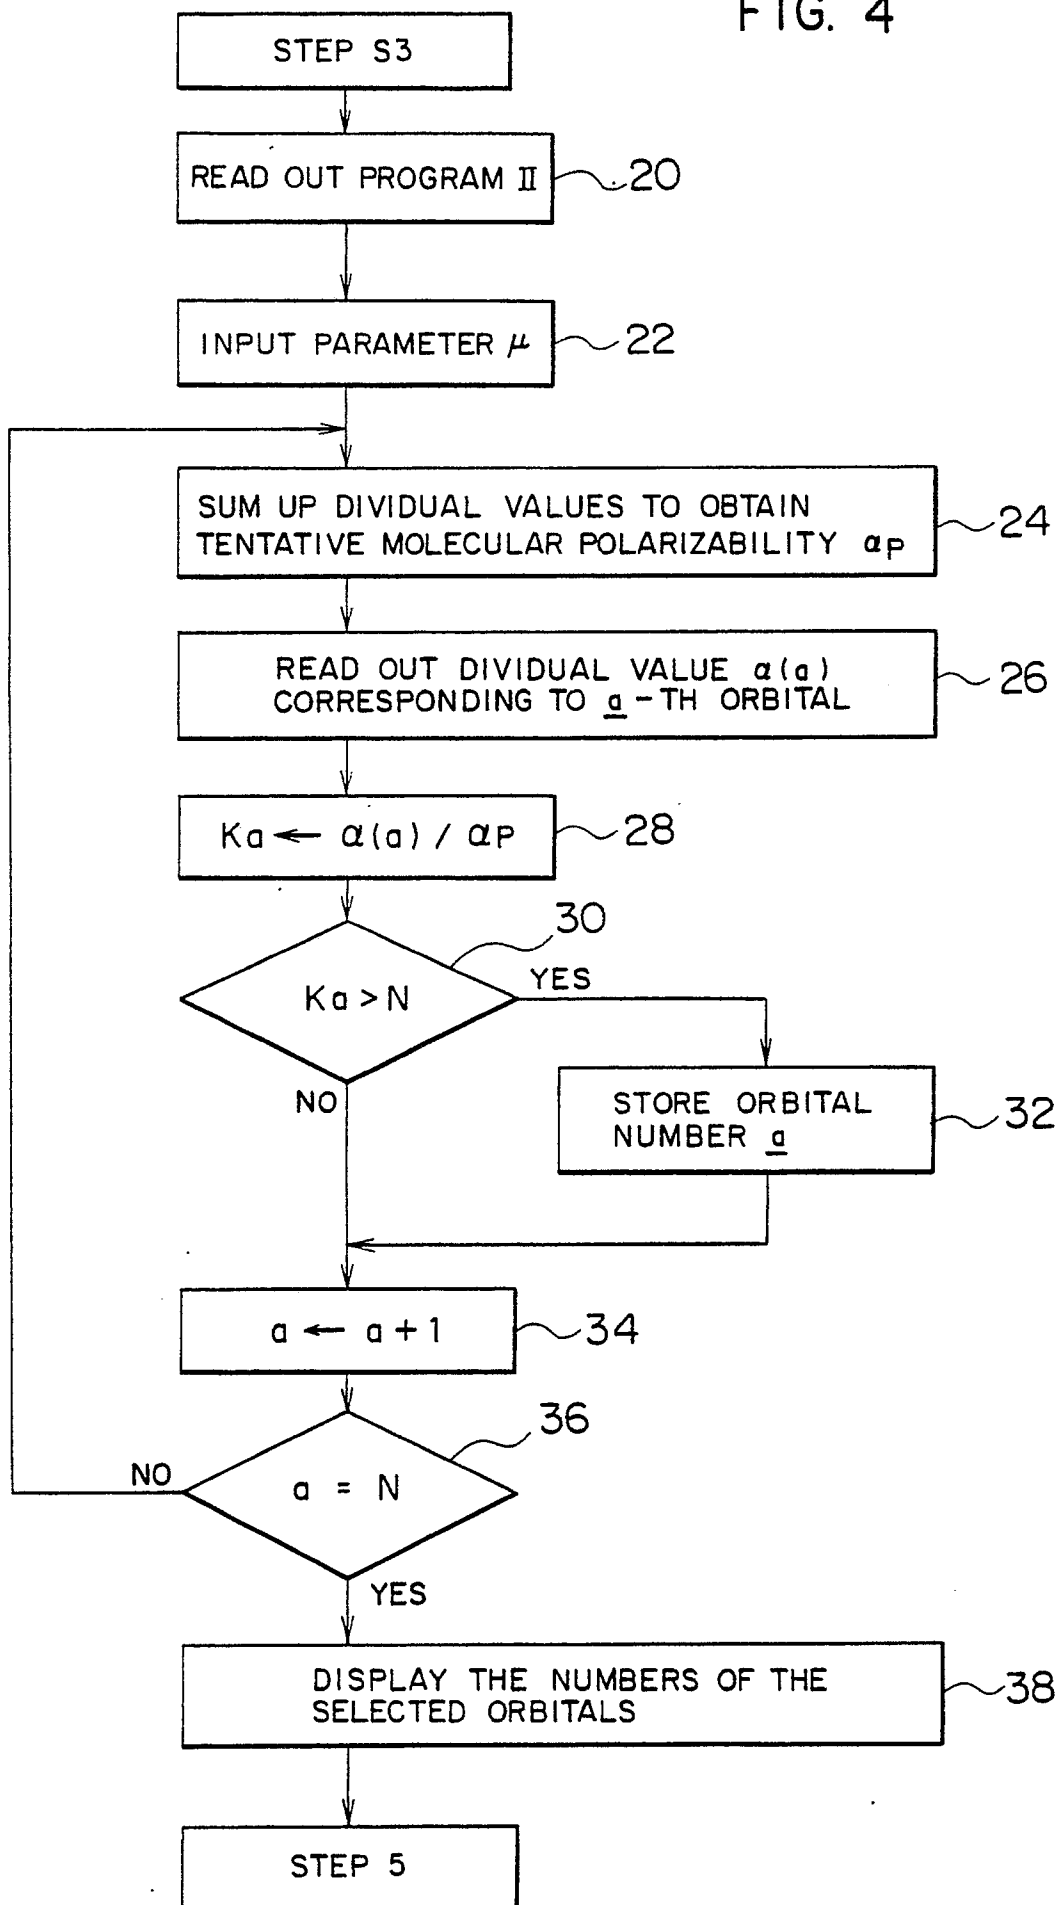 FIG. 4
STEP S3
READ OUT PROGRAM II
20
INPUT PARAMETER μ
22
SUM UP DIVIDUAL VALUES TO OBTAIN
TENTATIVE MOLECULAR POLARIZABILITY αP
24
READ OUT DIVIDUAL VALUE α(a)
CORRESPONDING TO a-TH ORBITAL
26
Ka ← α(a) / αP
28
30
Ka > N
YES
NO
STORE ORBITAL
NUMBER a
32
a ← a + 1
34
36
a = N
NO
YES
DISPLAY THE NUMBERS OF THE
SELECTED ORBITALS
38
STEP 5